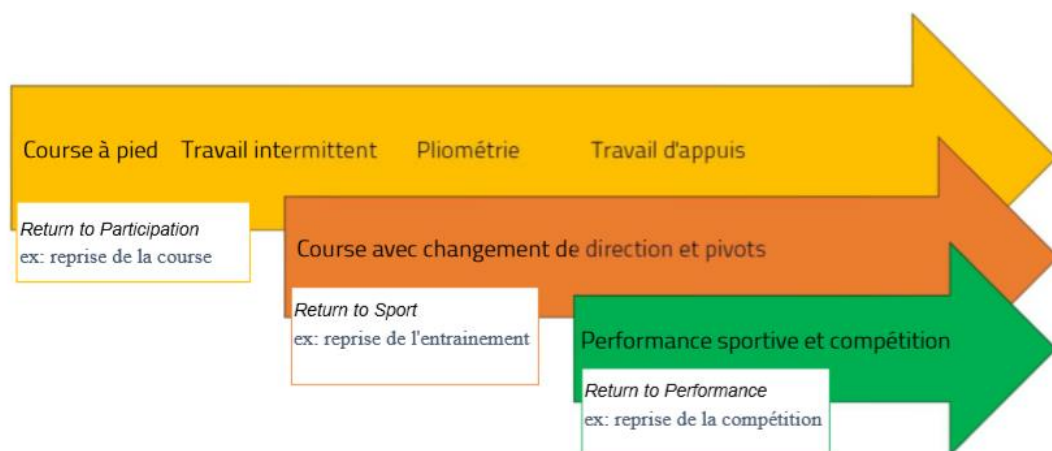 Course à pied Travail intermittent Pliométrie Travail d'appuis
Return to Participation
ex: reprise de la course
Course avec changement de direction et pivots
Return to Sport
ex: reprise de l'entrainement
Performance sportive et compétition
Return to Performance
ex: reprise de la compétition